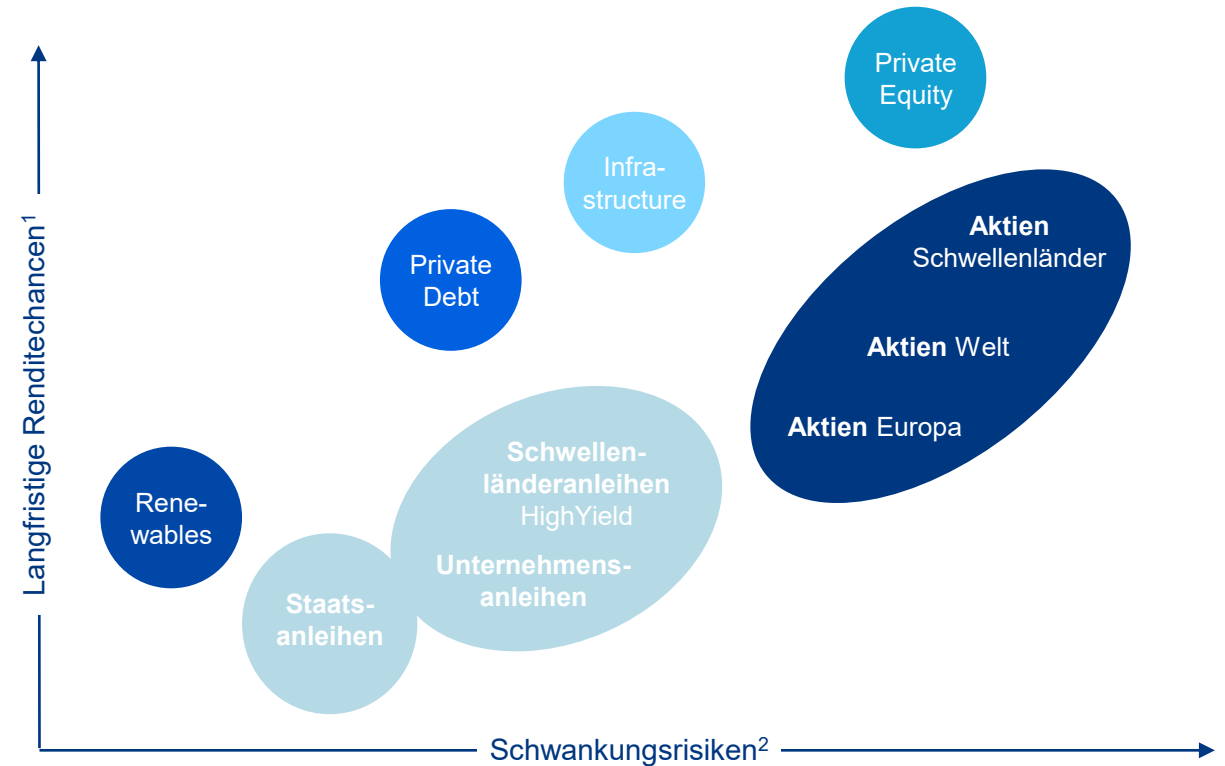 Private
Equity
Infra-
structure
Aktien
Schwellenländer
Private
Debt
Aktien Welt
Aktien Europa
Schwellen-
länderanleihen
HighYield
Rene-
wables
Unternehmens-
anleihen
Staats-
anleihen
Langfristige Renditechancen¹
Schwankungsrisiken²